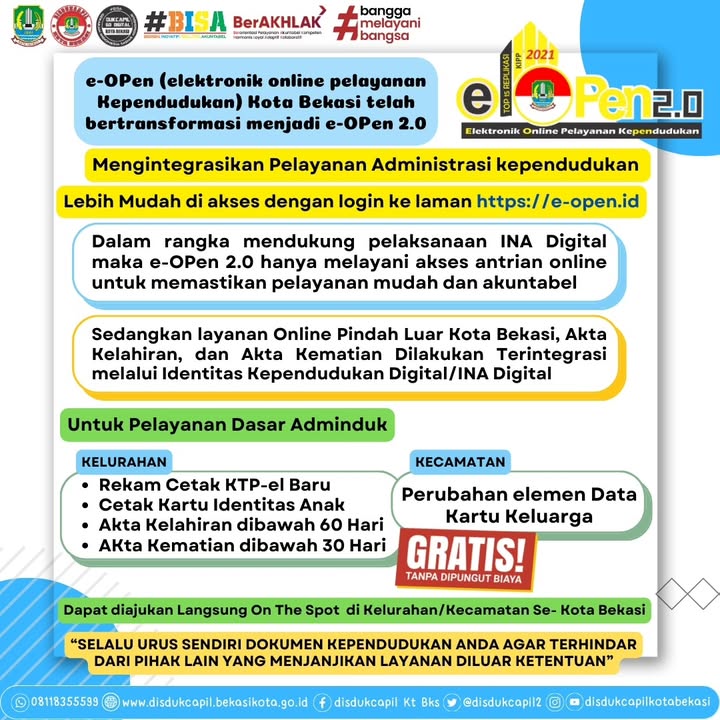 DUKCAPIL
GO DIGITAL
KOTA BEKASI
#BISA
BerAKHLAK
#bangga
melayani
bangsa
e-OPen (elektronik online pelayanan
Kependudukan) Kota Bekasi telah
bertransformasi menjadi e-OPen 2.0
TOP 15 REPLIKASI
KIPP
2021
eOPen2.0
Elektronik Online Pelayanan Kependudukan
Mengintegrasikan Pelayanan Administrasi kependudukan
Lebih Mudah di akses dengan login ke laman https://e-open.id
Dalam rangka mendukung pelaksanaan INA Digital
maka e-OPen 2.0 hanya melayani akses antrian online
untuk memastikan pelayanan mudah dan akuntabel
Sedangkan layanan Online Pindah Luar Kota Bekasi, Akta
Kelahiran, dan Akta Kematian Dilakukan Terintegrasi
melalui Identitas Kependudukan Digital/INA Digital
Untuk Pelayanan Dasar Adminduk
KELURAHAN
• Rekam Cetak KTP-el Baru
• Cetak Kartu Identitas Anak
• Akta Kelahiran dibawah 60 Hari
• AKta Kematian dibawah 30 Hari
KECAMATAN
Perubahan elemen Data
Kartu Keluarga
GRATIS!
TANPA DIPUNGUT BIAYA
Dapat diajukan Langsung On The Spot di Kelurahan/Kecamatan Se- Kota Bekasi
“SELALU URUS SENDIRI DOKUMEN KEPENDUDUKAN ANDA AGAR TERHINDAR
DARI PIHAK LAIN YANG MENJANJIKAN LAYANAN DILUAR KETENTUAN”
08118355599 www.disdukcapil.bekasikota.go.id disdukcapil Kt Bks @disdukcapil2 disdukcapilkotabekasi